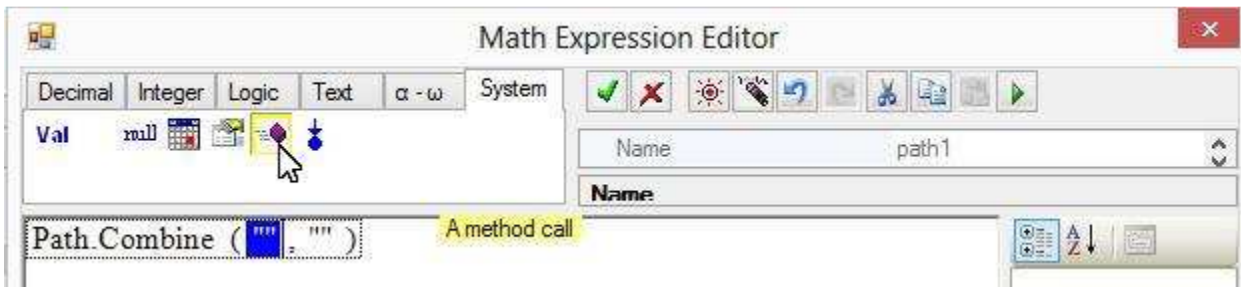 Math Expression Editor
Decimal Integer Logic Text α - ω System
Val null
Name path1
Name
Path.Combine ( "" , "" )
A method call